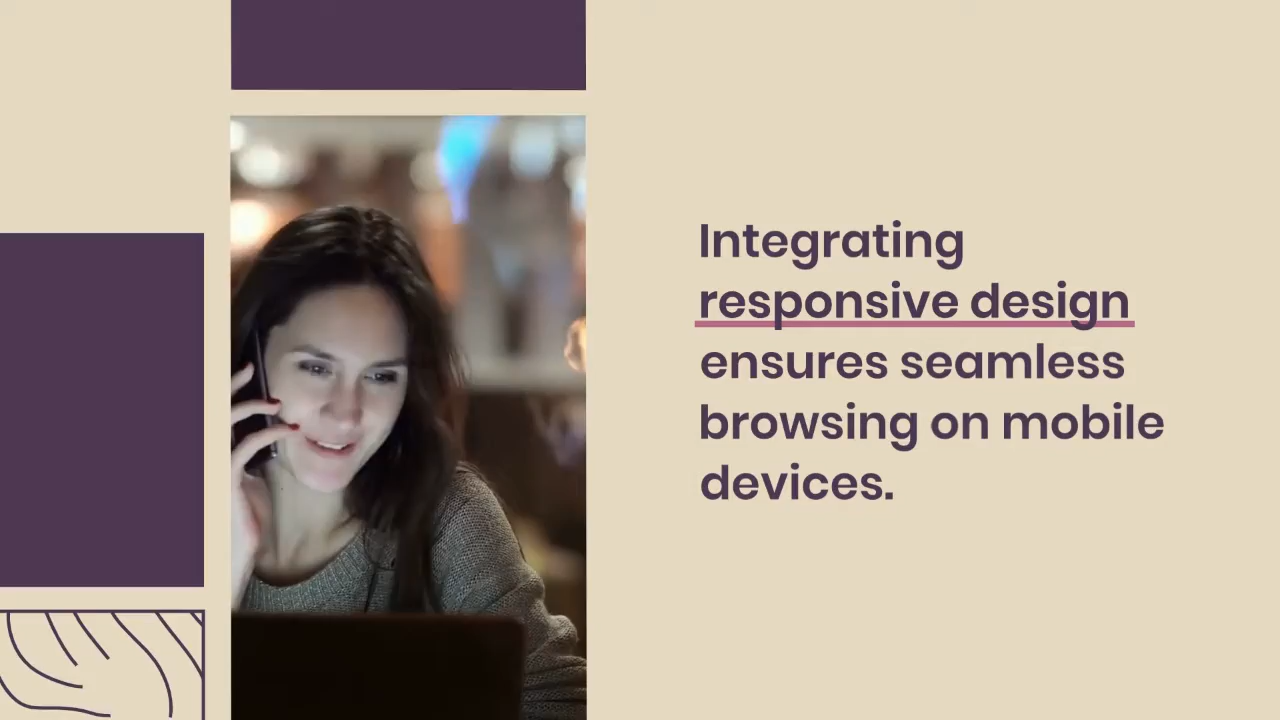 Integrating
responsive design
ensures seamless
browsing on mobile
devices.